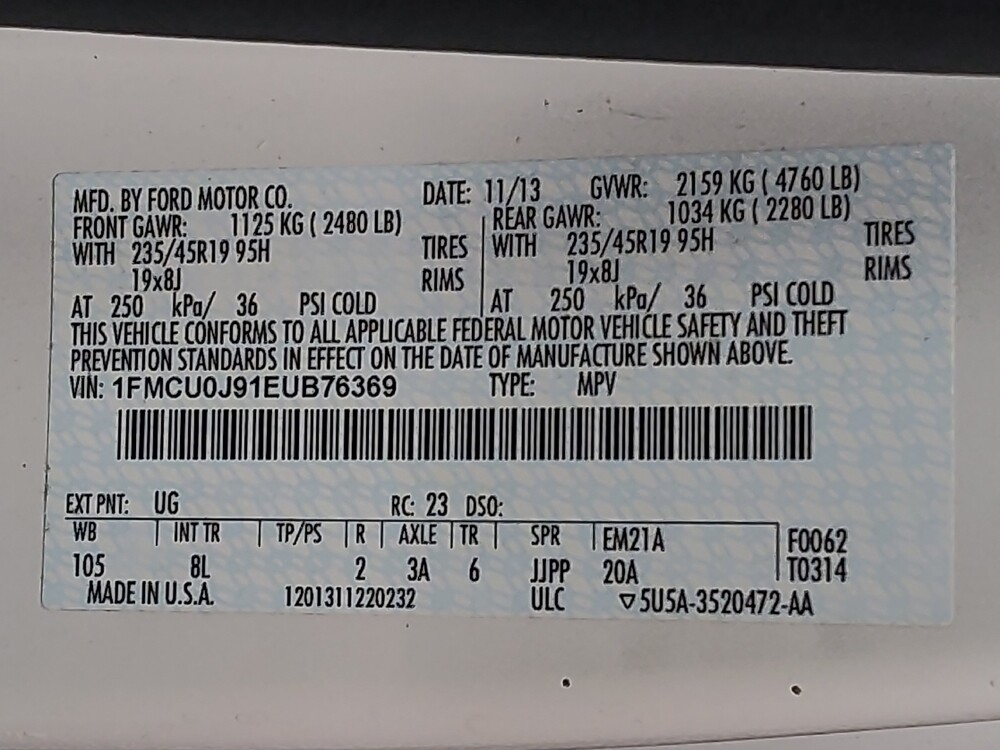 MFD. BY FORD MOTOR CO. DATE: 11/13 GVWR: 2159 KG ( 4760 LB)
FRONT GAWR: 1125 KG ( 2480 LB) REAR GAWR: 1034 KG ( 2280 LB)
WITH 235/45R19 95H TIRES WITH 235/45R19 95H TIRES
19x8J RIMS 19x8J RIMS
AT 250 kPa/ 36 PSI COLD AT 250 kPa/ 36 PSI COLD
THIS VEHICLE CONFORMS TO ALL APPLICABLE FEDERAL MOTOR VEHICLE SAFETY AND THEFT
PREVENTION STANDARDS IN EFFECT ON THE DATE OF MANUFACTURE SHOWN ABOVE.
VIN: 1FMCU0J91EUB76369 TYPE: MPV
EXT PNT: UG RC: 23 DSO:
WB INT TR TP/PS R AXLE TR SPR EM21A F0062
105 8L 2 3A 6 JJPP 20A T0314
MADE IN U.S.A. 1201311220232 ULC ▽5U5A-3520472-AA